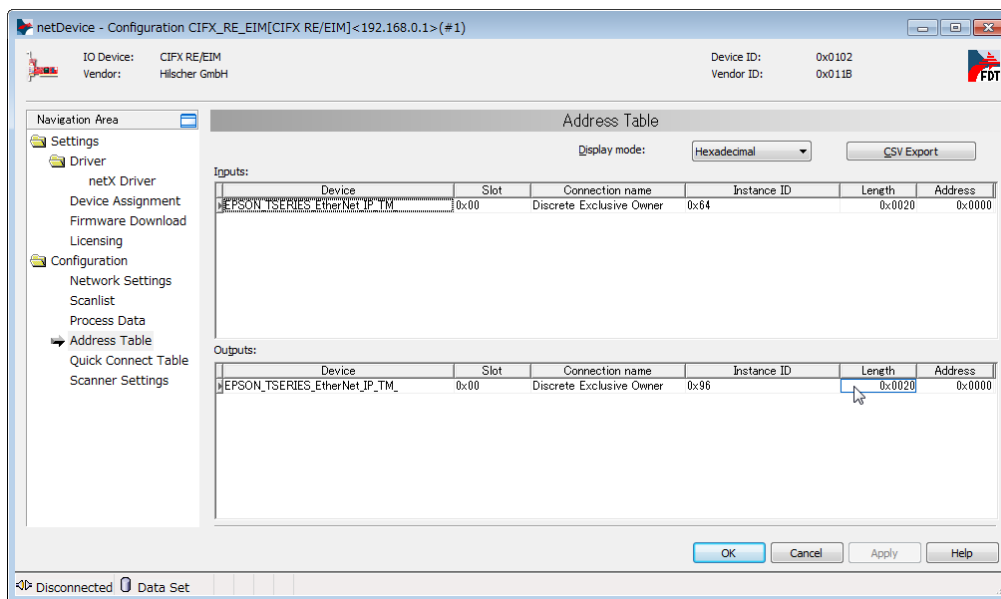 netDevice - Configuration CIFX_RE_EIM[CIFX RE/EIM]<192.168.0.1>(#1)
IO Device: CIFX RE/EIM Device ID: 0x0102
Vendor: Hilscher GmbH Vendor ID: 0x011B
FDT
Navigation Area
Settings
Driver
netX Driver
Device Assignment
Firmware Download
Licensing
Configuration
Network Settings
Scanlist
Process Data
Address Table
Quick Connect Table
Scanner Settings
Address Table
Display mode: Hexadecimal CSV Export
Inputs:
Device Slot Connection name Instance ID Length Address
EPSON_TSERIES_EtherNet_IP_TM_ 0x00 Discrete Exclusive Owner 0x64 0x0020 0x0000
Outputs:
Device Slot Connection name Instance ID Length Address
EPSON_TSERIES_EtherNet_IP_TM_ 0x00 Discrete Exclusive Owner 0x96 0x0020 0x0000
OK Cancel Apply Help
Disconnected Data Set